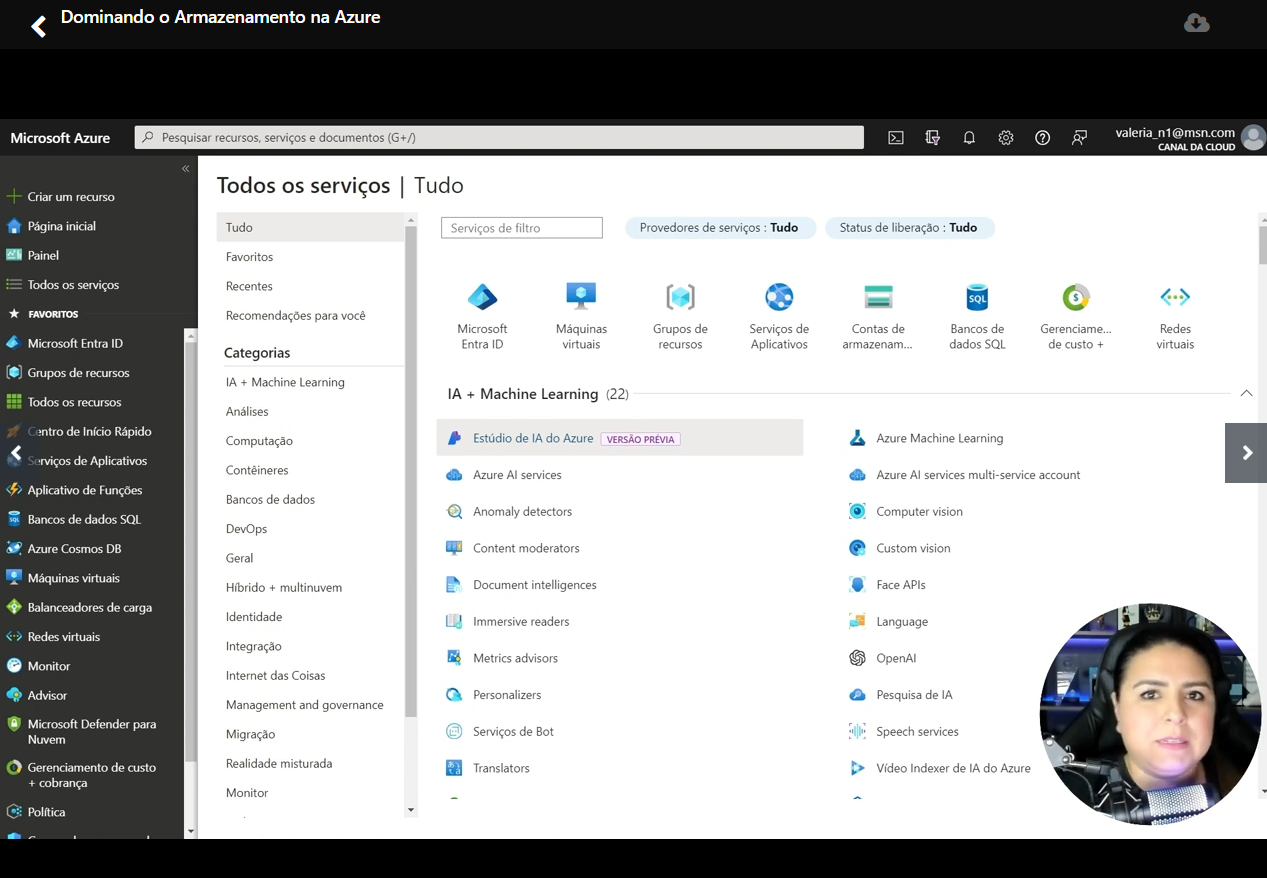 Dominando o Armazenamento na Azure
Microsoft Azure
Pesquisar recursos, serviços e documentos (G+/)
valeria_n1@msn.com
CANAL DA CLOUD
Criar um recurso
Página inicial
Painel
Todos os serviços
FAVORITOS
Microsoft Entra ID
Grupos de recursos
Todos os recursos
Centro de Início Rápido
Serviços de Aplicativos
Aplicativo de Funções
Bancos de dados SQL
Azure Cosmos DB
Máquinas virtuais
Balanceadores de carga
Redes virtuais
Monitor
Advisor
Microsoft Defender para
Nuvem
Gerenciamento de custo
+ cobrança
Política
Todos os serviços | Tudo
Tudo
Favoritos
Recentes
Recomendações para você
Categorias
IA + Machine Learning
Análises
Computação
Contêineres
Bancos de dados
DevOps
Geral
Híbrido + multinuvem
Identidade
Integração
Internet das Coisas
Management and governance
Migração
Realidade misturada
Monitor
Serviços de filtro
Provedores de serviços : Tudo
Status de liberação : Tudo
Microsoft
Entra ID
Máquinas
virtuais
Grupos de
recursos
Serviços de
Aplicativos
Contas de
armazenam...
SQL
Bancos de
dados SQL
Gerenciame...
de custo +
Redes
virtuais
IA + Machine Learning (22)
Estúdio de IA do Azure VERSÃO PRÉVIA
Azure Machine Learning
Azure AI services
Azure AI services multi-service account
Anomaly detectors
Computer vision
Content moderators
Custom vision
Document intelligences
Face APIs
Immersive readers
Language
Metrics advisors
OpenAI
Personalizers
Pesquisa de IA
Serviços de Bot
Speech services
Translators
Vídeo Indexer de IA do Azure